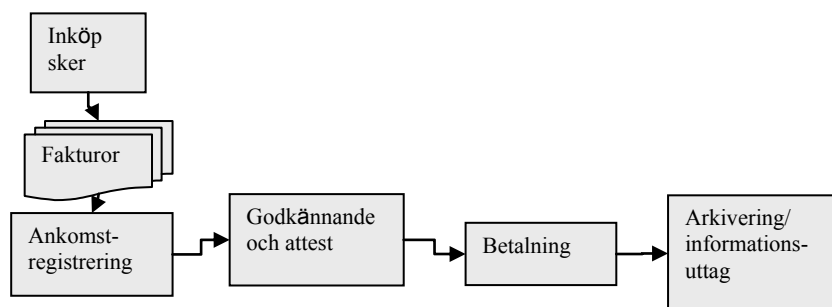 Inköp
sker
Fakturor
Ankomst-
registrering
Godkännande
och attest
Betalning
Arkivering/
informations-
uttag